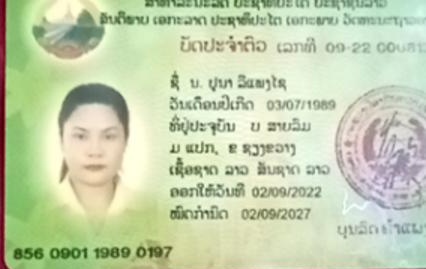 ສາທາລະນະລັດ ປະຊາທິປະໄຕ ປະຊາຊົນລາວ
ສັນຕິພາບ ເອກະລາດ ປະຊາທິປະໄຕ ເອກະພາບ ວັດທະນະຖາວອນ
ບັດປະຈຳຕົວ ເລກທີ 09-22
ຊື່ ນ. ປູນາ ລີແພງໄຊ
ວັນເດືອນປີເກີດ 03/07/1989
ທີ່ຢູ່ປະຈຸບັນ ບ ສາຍລົມ
ມ ແປກ, ຂ ຊຽງຂວາງ
ເຊື້ອຊາດ ລາວ ສັນຊາດ ລາວ
ອອກໃຫ້ວັນທີ 02/09/2022
ໝົດກຳນົດ 02/09/2027
856 0901 1989 0197